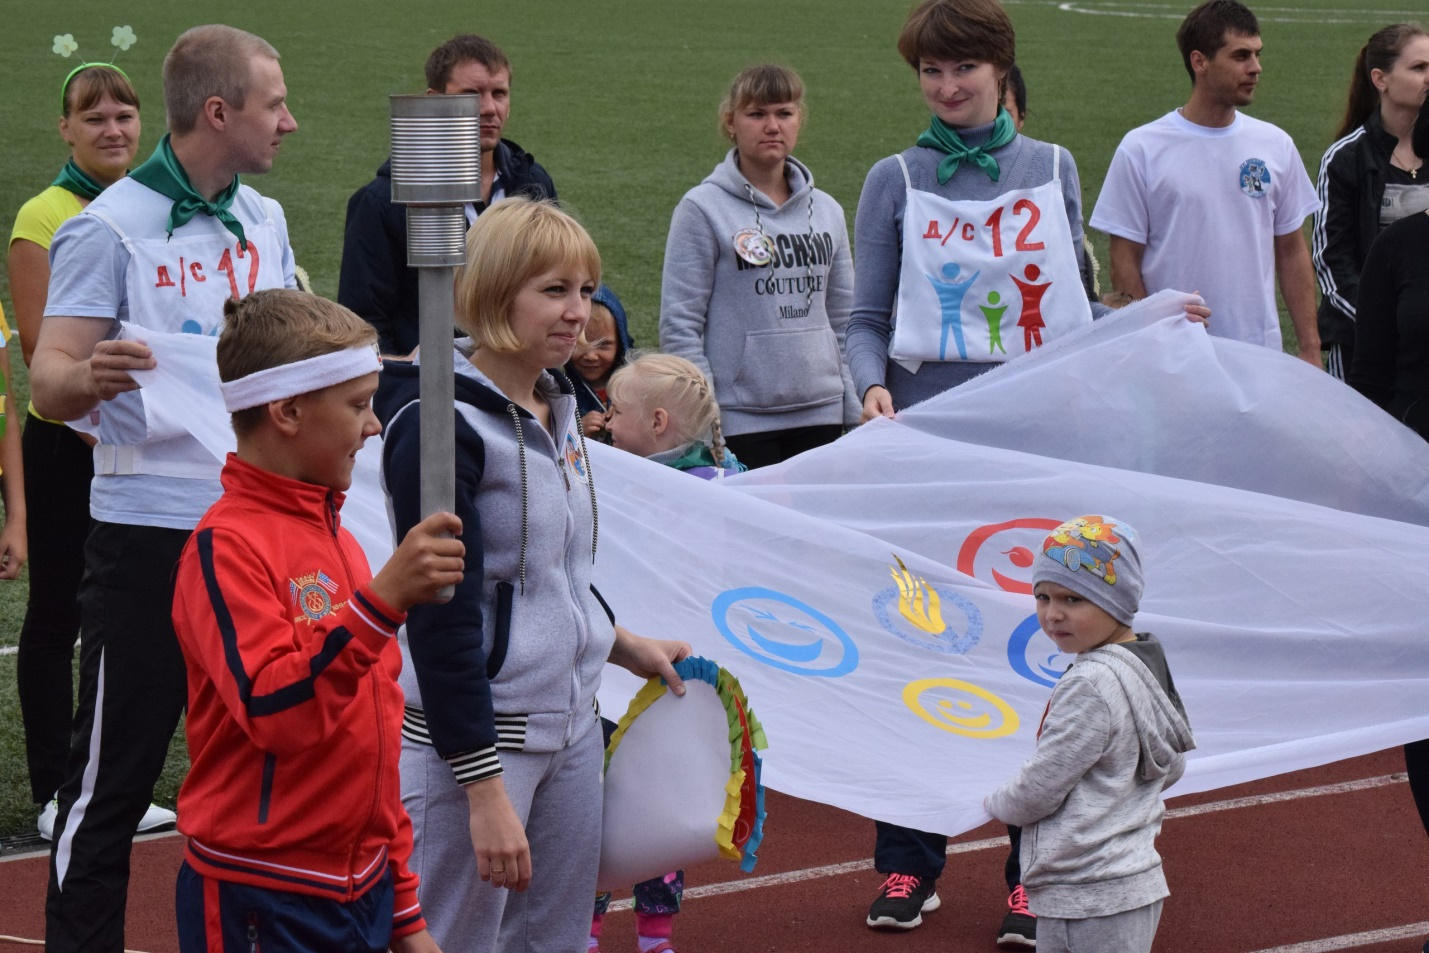 д/с 12
MOSCHINO
COUTURE
Milano
д/с 12